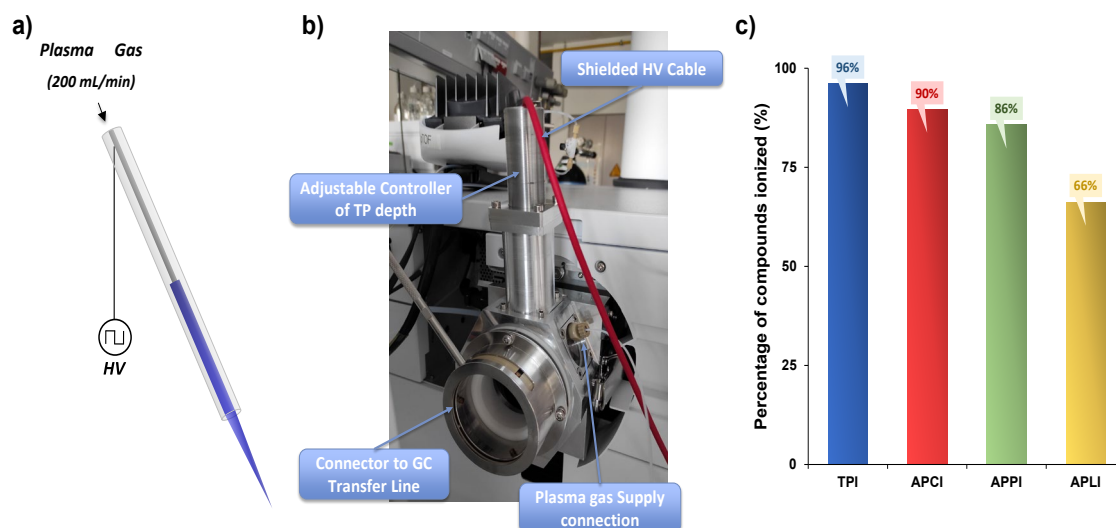 a)
Plasma Gas
(200 mL/min)
HV
b)
Shielded HV Cable
TOF
Adjustable Controller
of TP depth
Connector to GC
Transfer Line
Plasma gas Supply
connection
c)
Percentage of compounds ionized (%)
100
75
50
25
0
96%
90%
86%
66%
TPI
APCI
APPI
APLI